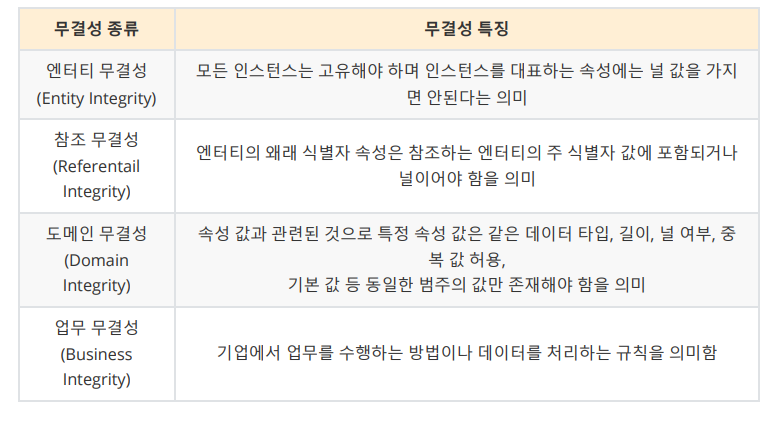 무결성 종류
무결성 특징
엔터티 무결성
(Entity Integrity)
모든 인스턴스는 고유해야 하며 인스턴스를 대표하는 속성에는 널 값을 가지
면 안된다는 의미
참조 무결성
(Referentail
Integrity)
엔터티의 왜래 식별자 속성은 참조하는 엔터티의 주 식별자 값에 포함되거나
널이어야 함을 의미
도메인 무결성
(Domain
Integrity)
속성 값과 관련된 것으로 특정 속성 값은 같은 데이터 타입, 길이, 널 여부, 중
복 값 허용,
기본 값 등 동일한 범주의 값만 존재해야 함을 의미
업무 무결성
(Business
Integrity)
기업에서 업무를 수행하는 방법이나 데이터를 처리하는 규칙을 의미함